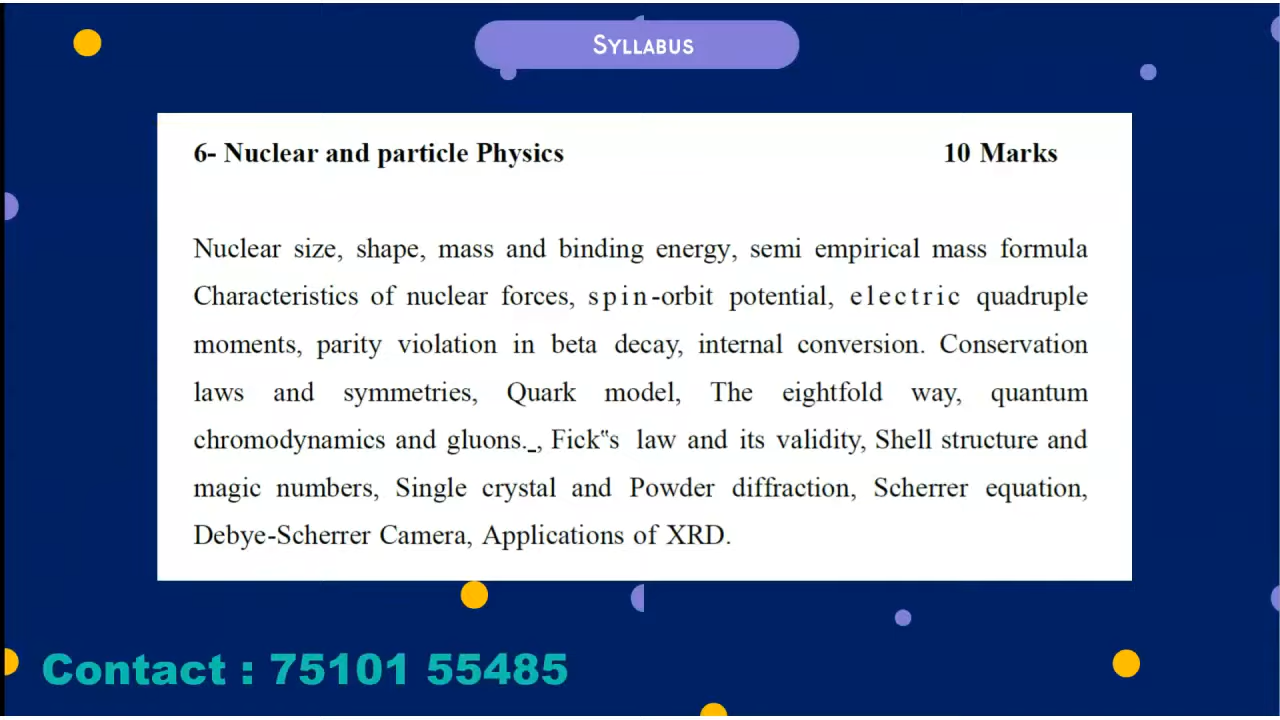 SYLLABUS
6- Nuclear and particle Physics 10 Marks
Nuclear size, shape, mass and binding energy, semi empirical mass formula
Characteristics of nuclear forces, spin-orbit potential, electric quadruple
moments, parity violation in beta decay, internal conversion. Conservation
laws and symmetries, Quark model, The eightfold way, quantum
chromodynamics and gluons._, Fick‟s law and its validity, Shell structure and
magic numbers, Single crystal and Powder diffraction, Scherrer equation,
Debye-Scherrer Camera, Applications of XRD.
Contact : 75101 55485